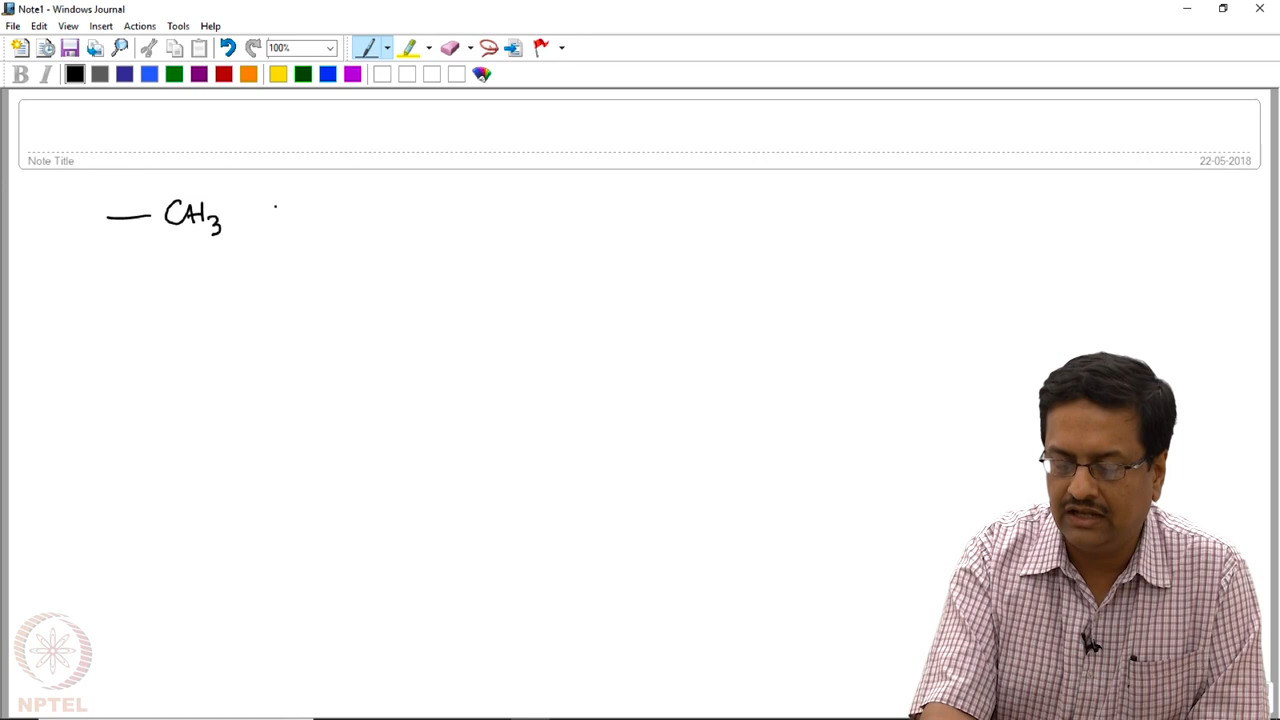 Note1 - Windows Journal
File Edit View Insert Actions Tools Help
100%
B I
Note Title
22-05-2018
— CH3
NPTEL